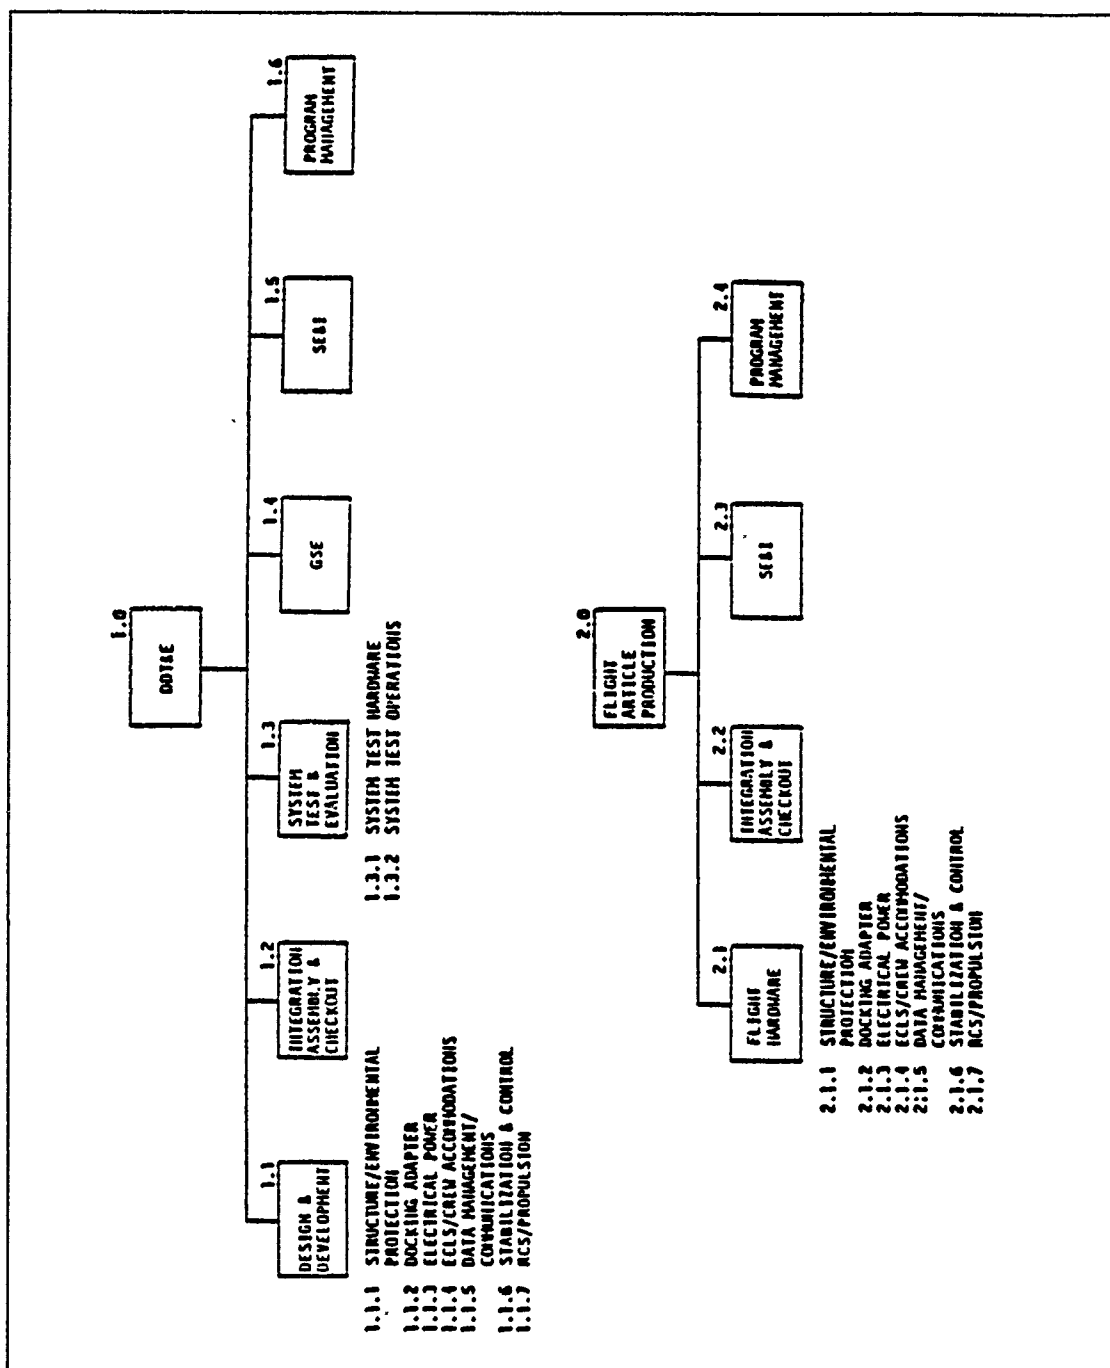 1.0
DDT&E
1.1
DESIGN &
DEVELOPMENT
1.1.1 STRUCTURE/ENVIRONMENTAL
PROTECTION
1.1.2 DOCKING ADAPTER
1.1.3 ELECTRICAL POWER
1.1.4 ECLS/CREW ACCOMMODATIONS
1.1.5 DATA MANAGEMENT/
COMMUNICATIONS
1.1.6 STABILIZATION & CONTROL
1.1.7 RCS/PROPULSION
1.2
INTEGRATION
ASSEMBLY &
CHECKOUT
1.3
SYSTEM
TEST &
EVALUATION
1.3.1 SYSTEM TEST HARDWARE
1.3.2 SYSTEM TEST OPERATIONS
1.4
GSE
1.5
SE&I
1.6
PROGRAM
MANAGEMENT
2.0
FLIGHT
ARTICLE
PRODUCTION
2.1
FLIGHT
HARDWARE
2.1.1 STRUCTURE/ENVIRONMENTAL
PROTECTION
2.1.2 DOCKING ADAPTER
2.1.3 ELECTRICAL POWER
2.1.4 ECLS/CREW ACCOMMODATIONS
2:1.5 DATA MANAGEMENT/
COMMUNICATIONS
2.1.6 STABILIZATION & CONTROL
2.1.7 RCS/PROPULSION
2.2
INTEGRATION
ASSEMBLY &
CHECKOUT
2.3
SE&I
2.4
PROGRAM
MANAGEMENT